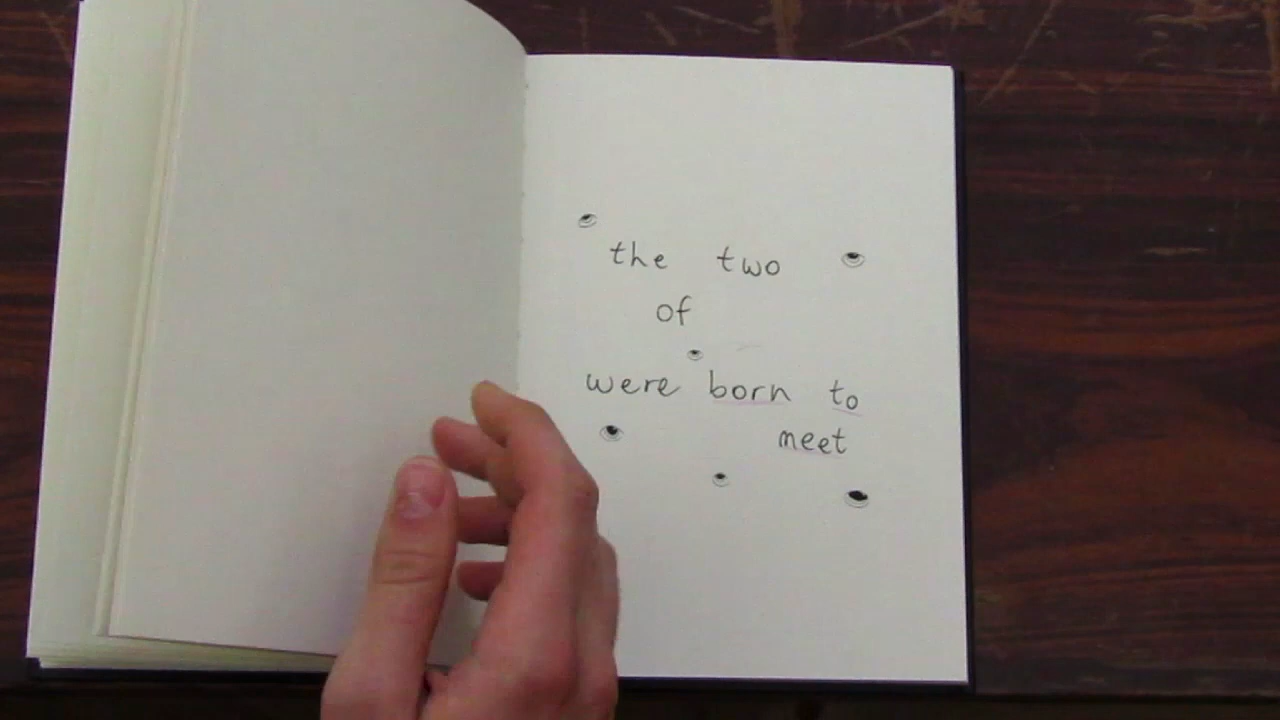 the two
of
were born to
meet